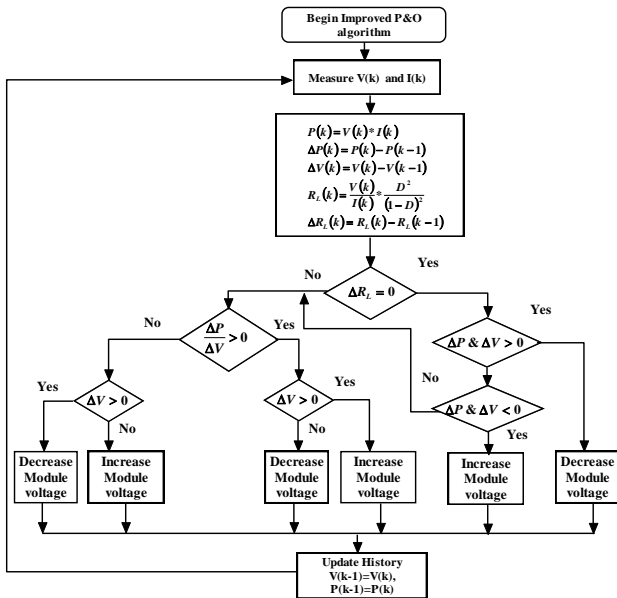 Begin Improved P&O
algorithm
Measure V(k) and I(k)
P(k)=V(k)*I(k)
ΔP(k)=P(k)-P(k-1)
ΔV(k)=V(k)-V(k-1)
R_L(k)=V(k)/I(k)*D²/(1-D)²
ΔR_L(k)=R_L(k)-R_L(k-1)
No
Yes
ΔR_L=0
No
ΔP/ΔV>0
Yes
ΔP & ΔV>0
Yes
Yes
ΔV>0
No
ΔV>0
Yes
No
No
ΔP & ΔV<0
Yes
Decrease
Module
voltage
Increase
Module
voltage
Decrease
Module
voltage
Increase
Module
voltage
Increase
Module
voltage
Decrease
Module
voltage
Update History
V(k-1)=V(k),
P(k-1)=P(k)